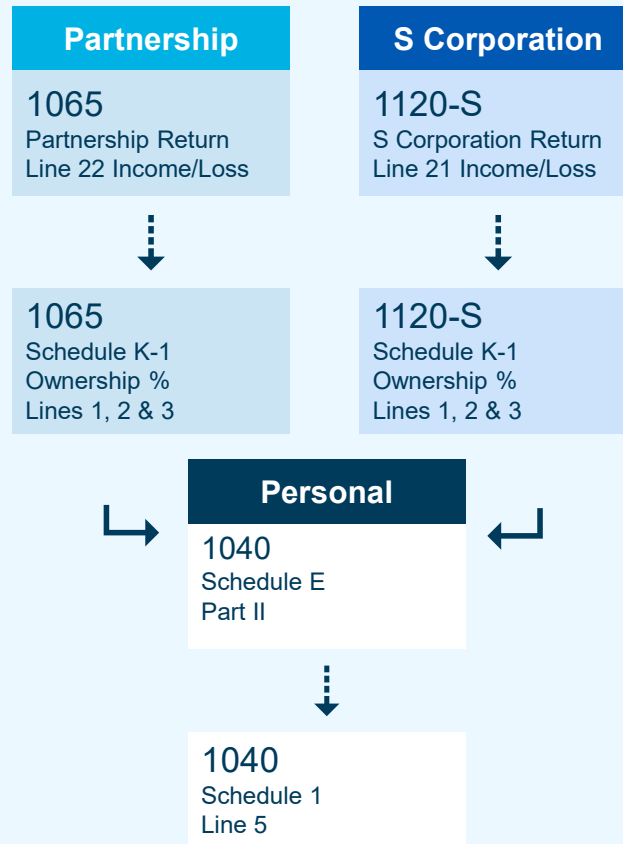 Partnership
1065
Partnership Return
Line 22 Income/Loss
S Corporation
1120-S
S Corporation Return
Line 21 Income/Loss
1065
Schedule K-1
Ownership %
Lines 1, 2 & 3
1120-S
Schedule K-1
Ownership %
Lines 1, 2 & 3
Personal
1040
Schedule E
Part II
1040
Schedule 1
Line 5